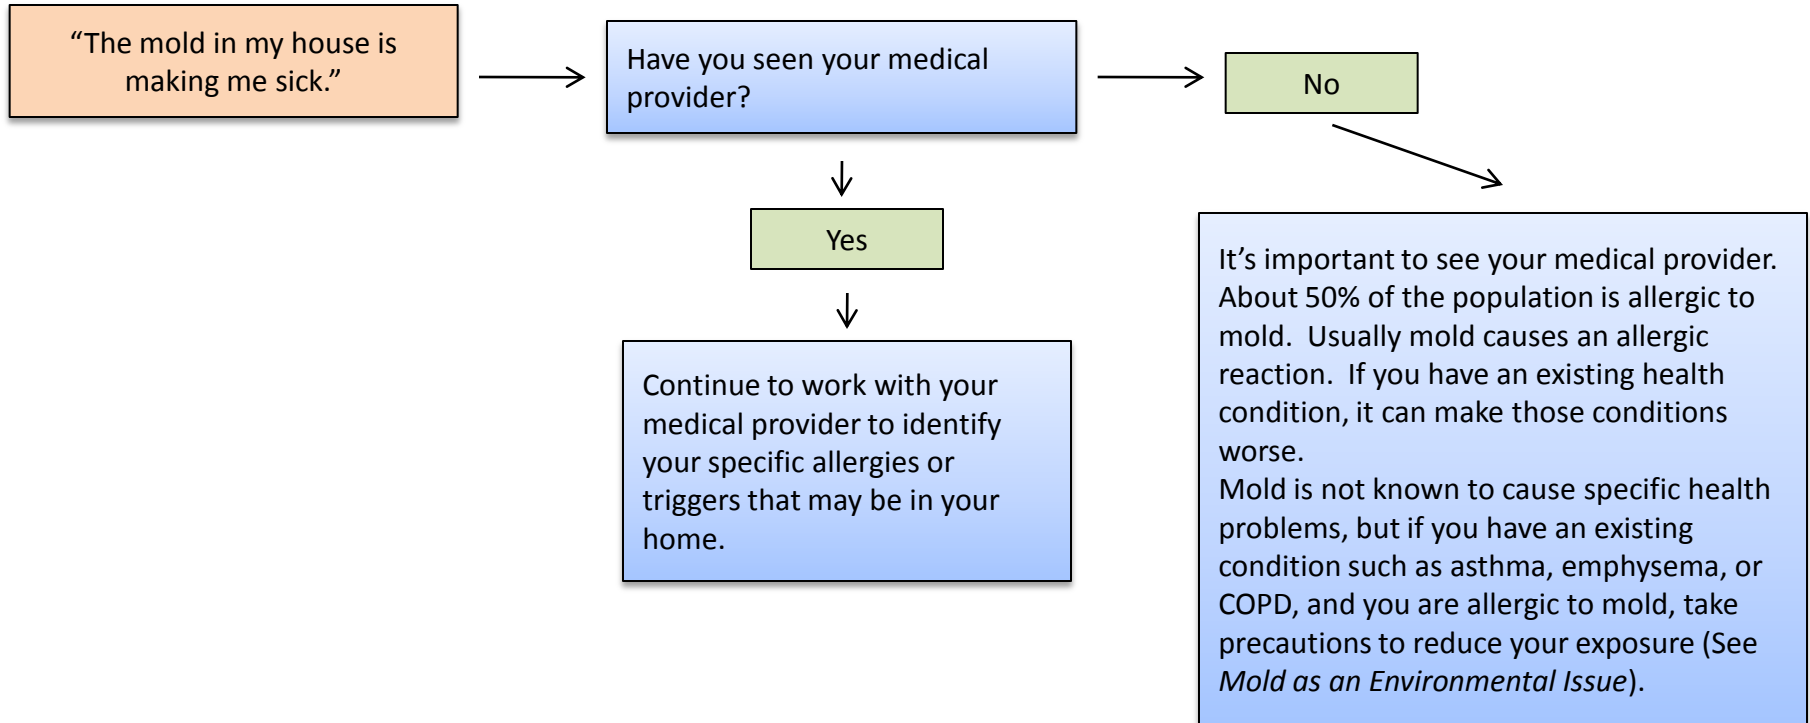 “The mold in my house is
making me sick.”
Have you seen your medical
provider?
No
Yes
Continue to work with your
medical provider to identify
your specific allergies or
triggers that may be in your
home.
It’s important to see your medical provider.
About 50% of the population is allergic to
mold.  Usually mold causes an allergic
reaction.  If you have an existing health
condition, it can make those conditions
worse.
Mold is not known to cause specific health
problems, but if you have an existing
condition such as asthma, emphysema, or
COPD, and you are allergic to mold, take
precautions to reduce your exposure (See
Mold as an Environmental Issue).